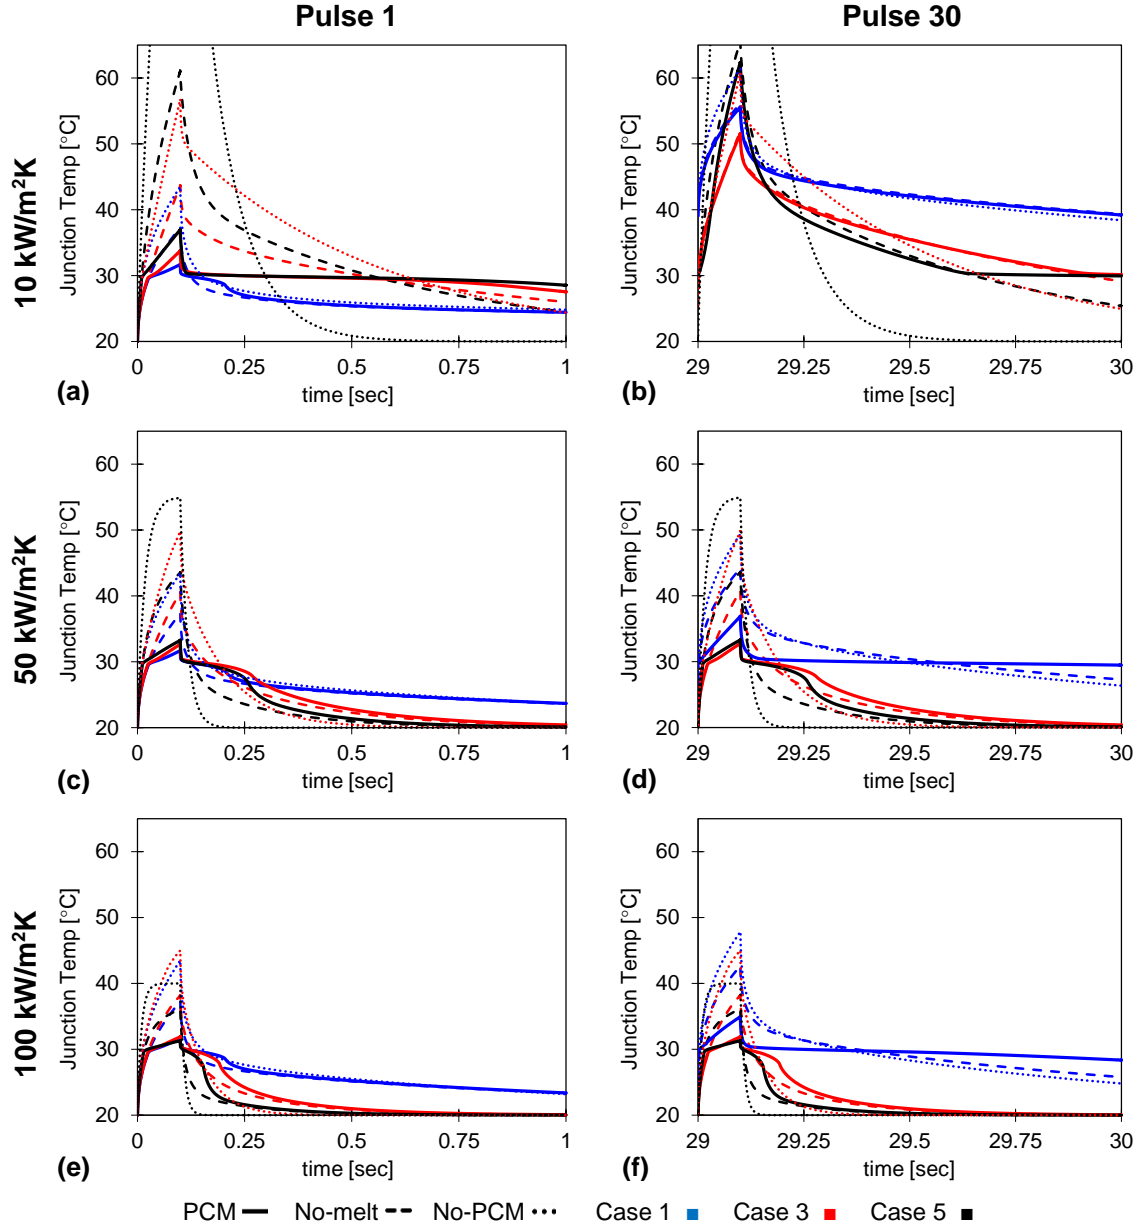 Pulse 1
Pulse 30
10 kW/m²K
Junction Temp [°C]
60
50
40
30
20
0
0.25
0.5
0.75
1
time [sec]
(a)
Junction Temp [°C]
60
50
40
30
20
29
29.25
29.5
29.75
30
time [sec]
(b)
50 kW/m²K
Junction Temp [°C]
60
50
40
30
20
0
0.25
0.5
0.75
1
time [sec]
(c)
Junction Temp [°C]
60
50
40
30
20
29
29.25
29.5
29.75
30
time [sec]
(d)
100 kW/m²K
Junction Temp [°C]
60
50
40
30
20
0
0.25
0.5
0.75
1
time [sec]
(e)
Junction Temp [°C]
60
50
40
30
20
29
29.25
29.5
29.75
30
time [sec]
(f)
PCM No-melt No-PCM Case 1 Case 3 Case 5